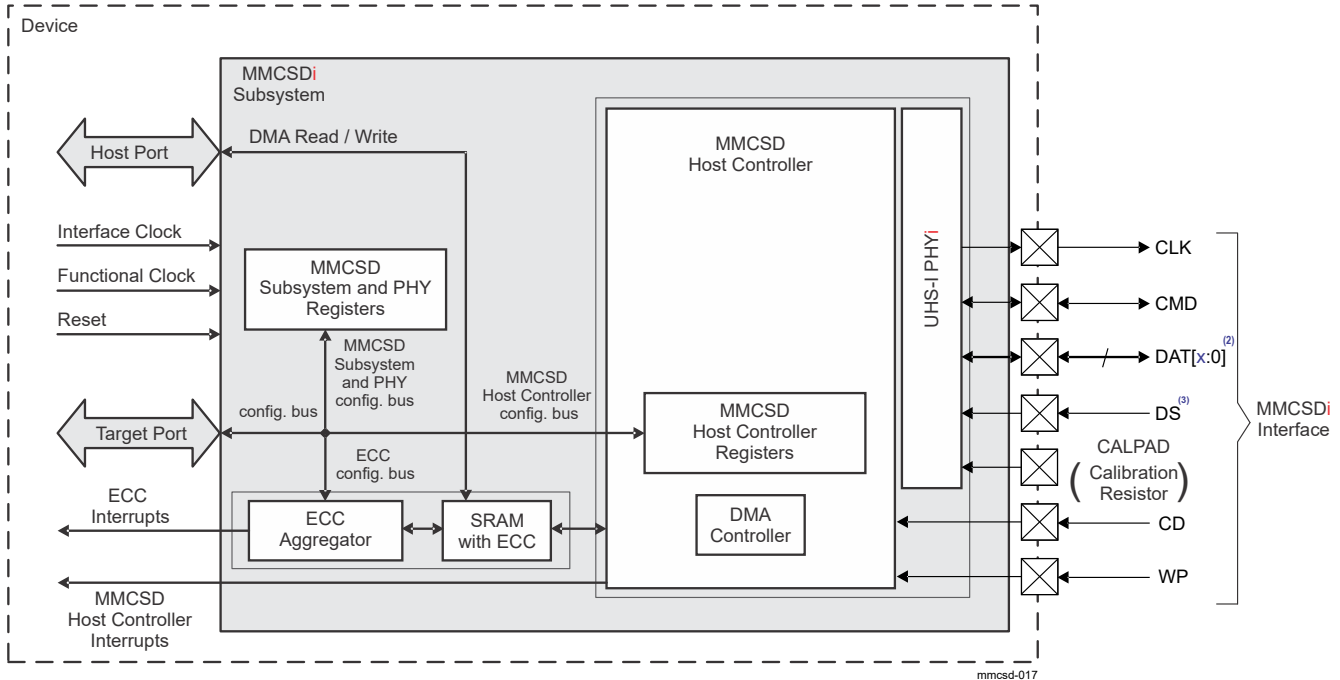 Device
MMCSDi
Subsystem
Host Port
DMA Read / Write
MMCSD
Host Controller
UHS-I PHYi
Interface Clock
Functional Clock
Reset
MMCSD
Subsystem and PHY
Registers
MMCSD
Subsystem
and PHY
config. bus
MMCSD
Host Controller
config. bus
config. bus
Target Port
MMCSD
Host Controller
Registers
ECC
config. bus
ECC
Interrupts
ECC
Aggregator
SRAM
with ECC
DMA
Controller
MMCSD
Host Controller
Interrupts
CLK
CMD
DAT[x:0](2)
DS(3)
CALPAD
(Calibration
Resistor)
CD
WP
MMCSDi
Interface
mmcsd-017